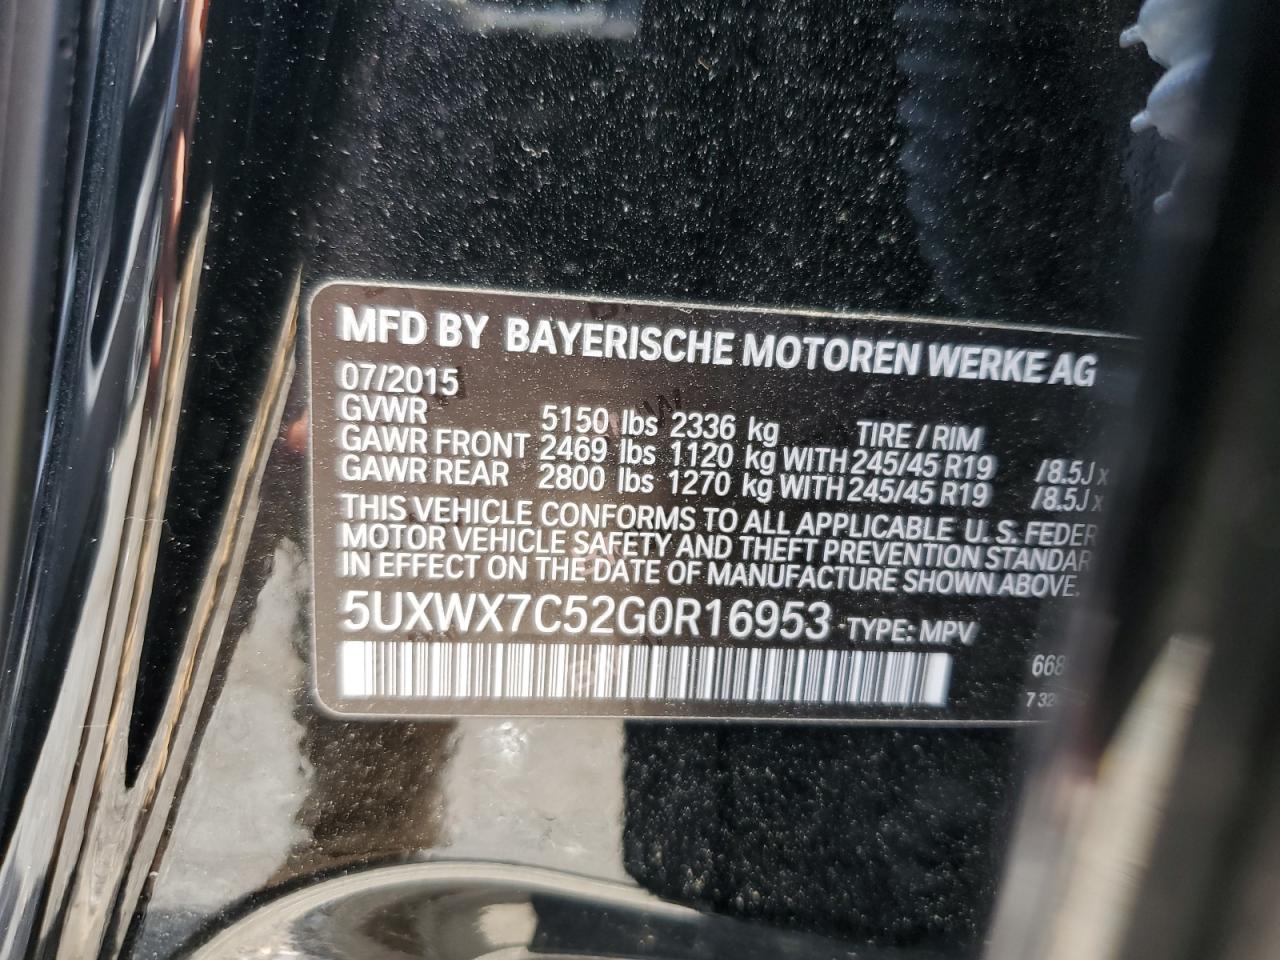 MFD BY BAYERISCHE MOTOREN WERKE AG
07/2015
GVWR 5150 lbs 2336 kg TIRE / RIM
GAWR FRONT 2469 lbs 1120 kg WITH 245/45 R19 /8.5J x
GAWR REAR 2800 lbs 1270 kg WITH 245/45 R19 /8.5J x
THIS VEHICLE CONFORMS TO ALL APPLICABLE U. S. FEDER
MOTOR VEHICLE SAFETY AND THEFT PREVENTION STANDAR
IN EFFECT ON THE DATE OF MANUFACTURE SHOWN ABOVE.
5UXWX7C52G0R16953 TYPE: MPV
668
7 32